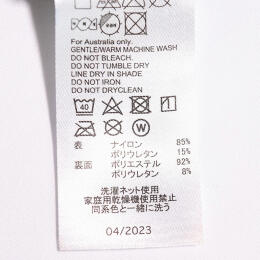 For Australia only.
GENTLE/WARM MACHINE WASH
DO NOT BLEACH.
DO NOT TUMBLE DRY
LINE DRY IN SHADE
DO NOT IRON
DO NOT DRYCLEAN
40
W
表 ナイロン 85%
ポリウレタン 15%
裏面 ポリエステル 92%
ポリウレタン 8%
洗濯ネット使用
家庭用乾燥機使用禁止
同系色と一緒に洗う
04/2023